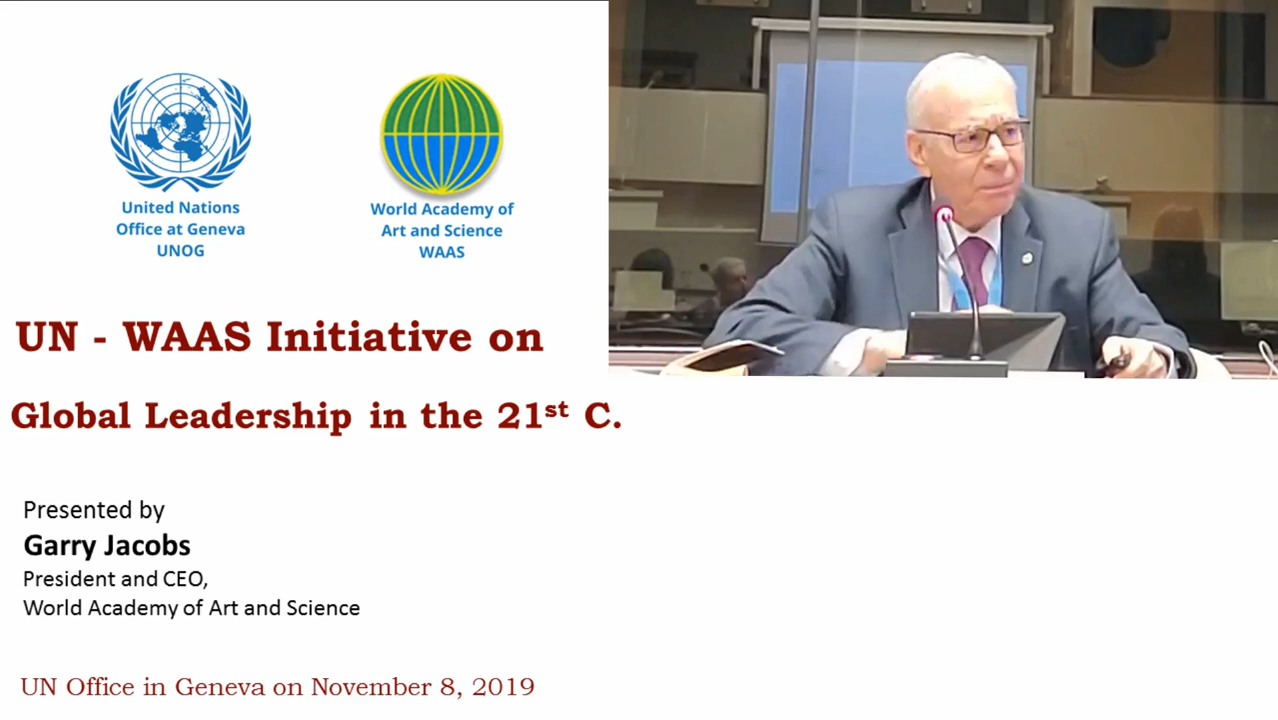 United Nations
Office at Geneva
UNOG
World Academy of
Art and Science
WAAS
UN - WAAS Initiative on
Global Leadership in the 21st C.
Presented by
Garry Jacobs
President and CEO,
World Academy of Art and Science
UN Office in Geneva on November 8, 2019